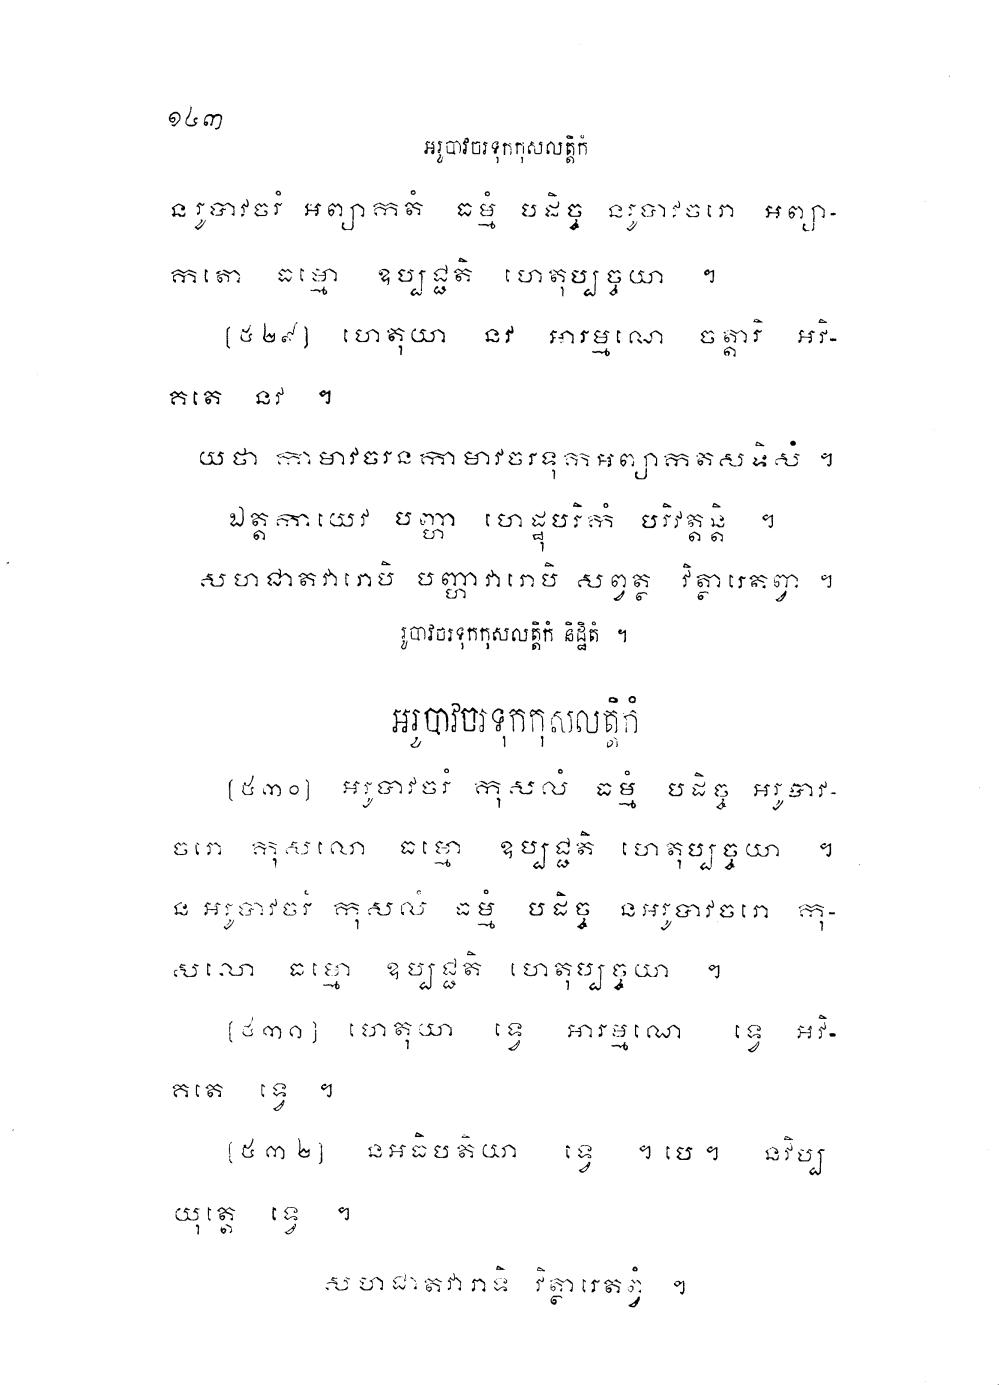 ១៤៣
អរូបាវចរទុកកុសលត្តិកំ
នរូបាវចរំ អព្យាកតំ ធម្មំ បដិច្ច នរូបាវចរោ អព្យា-
កតោ ធម្មោ ឧប្បជ្ជតិ ហេតុប្បច្ចយា ។
(៥២៩) ហេតុយា នវ អារម្មណេ ចត្តារិ អវិ-
គតេ នវ ។
យថា កាមាវចរនកាមាវចរទុកអព្យាកតសទិសំ ។
ឯត្តកាយេវ បញ្ហា ហេដ្ឋុបរិកំ បរិវត្តន្តិ ។
សហជាតវារេបិ បញ្ហាវារេបិ សព្វត្ថ វិត្ថារេតព្វា ។
រូបាវចរទុកកុសលត្តិកំ និដ្ឋិតំ ។
អរូបាវចរទុកកុសលត្តិកំ
(៥៣០) អរូបាវចរំ កុសលំ ធម្មំ បដិច្ច អរូបាវ-
ចរោ កុសលោ ធម្មោ ឧប្បជ្ជតិ ហេតុប្បច្ចយា ។
ន អរូបាវចរំ កុសលំ ធម្មំ បដិច្ច នអរូបាវចរោ កុ-
សលោ ធម្មោ ឧប្បជ្ជតិ ហេតុប្បច្ចយា ។
(៥៣១) ហេតុយា ទ្វេ អារម្មណេ ទ្វេ អវិ-
គតេ ទ្វេ ។
(៥៣២) នអធិបតិយា ទ្វេ ។ បេ ។ នវិប្ប
យុត្តេ ទ្វេ ។
សហជាតវារាទិ វិត្ថារេតព្វំ ។